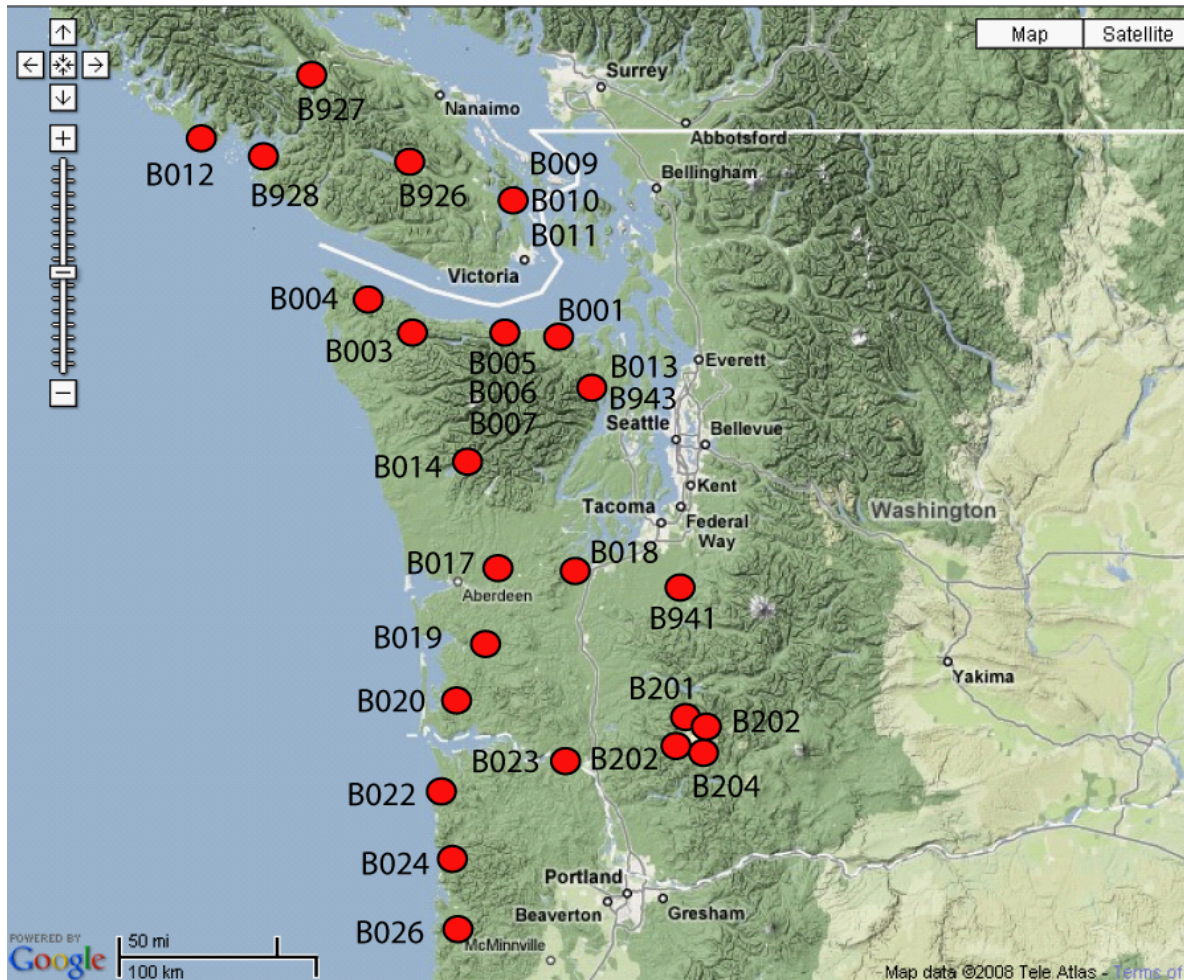 Map Satellite
Surrey
Nanaimo
B927
Abbotsford
B012
B928
B926
B009
Bellingham
B010
B011
Victoria
B004
B001
B003
B005
B013
Everett
B006
B943
B007
Seattle
Bellevue
B014
Kent
Tacoma
Federal
Way
Washington
B017
B018
Aberdeen
B941
B019
Yakima
B201
B020
B202
B023
B202
B204
B022
B024
Portland
Beaverton
Gresham
B026
McMinnville
POWERED BY
Google
50 mi
100 km
Map data ©2008 Tele Atlas - Terms of